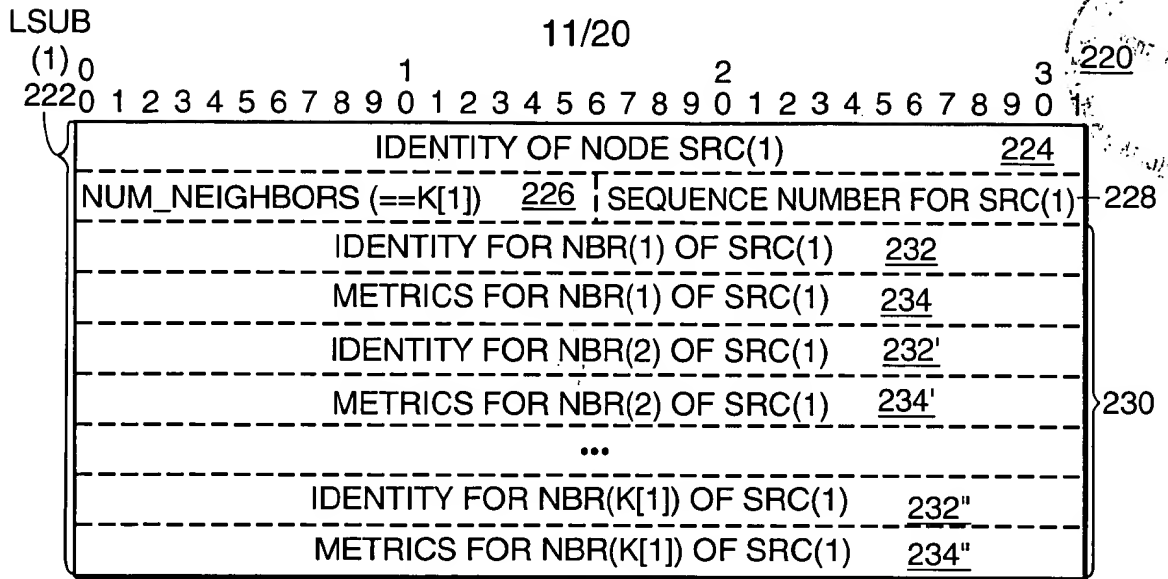 LSUB
(1)
11/20
220
0 1 2 3
222
0 1 2 3 4 5 6 7 8 9 0 1 2 3 4 5 6 7 8 9 0 1 2 3 4 5 6 7 8 9 0 1
IDENTITY OF NODE SRC(1) 224
NUM_NEIGHBORS (==K[1]) 226 SEQUENCE NUMBER FOR SRC(1) 228
IDENTITY FOR NBR(1) OF SRC(1) 232
METRICS FOR NBR(1) OF SRC(1) 234
IDENTITY FOR NBR(2) OF SRC(1) 232'
METRICS FOR NBR(2) OF SRC(1) 234'
230
•••
IDENTITY FOR NBR(K[1]) OF SRC(1) 232"
METRICS FOR NBR(K[1]) OF SRC(1) 234"